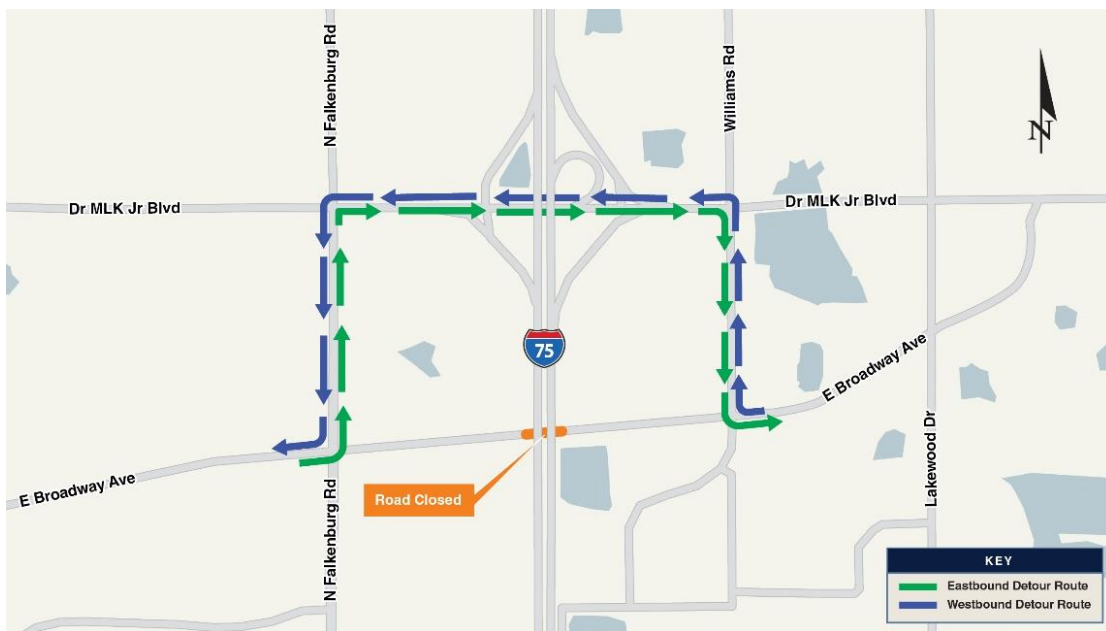 N Falkenburg Rd
Williams Rd
N
Dr MLK Jr Blvd
Dr MLK Jr Blvd
75
E Broadway Ave
E Broadway Ave
Road Closed
N Falkenburg Rd
Lakewood Dr
KEY
Eastbound Detour Route
Westbound Detour Route